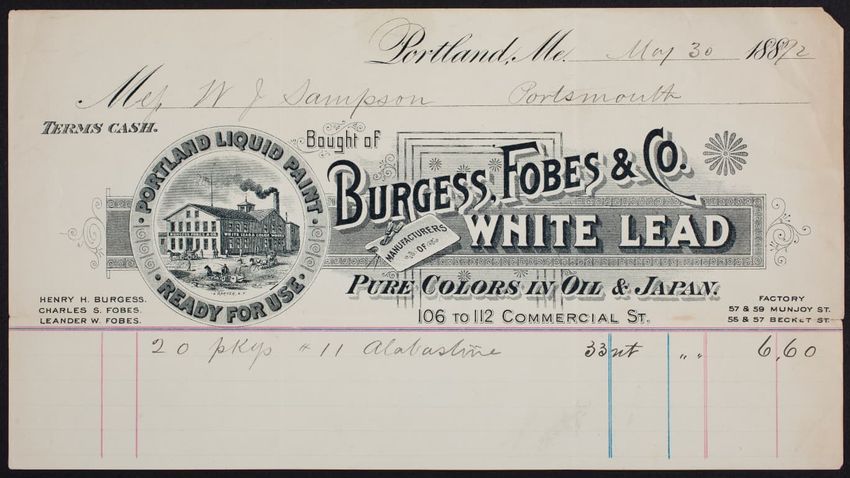 Portland, Me. May 30 1892
Mess W J Sampson Portsmouth
TERMS CASH.
Bought of
PORTLAND LIQUID PAINT
READY FOR USE
BURGESS, FOBES & CO.
MANUFACTURERS OF
WHITE LEAD
PURE COLORS IN OIL & JAPAN.
106 TO 112 COMMERCIAL ST.
HENRY H. BURGESS.
CHARLES S. FOBES.
LEANDER W. FOBES.
FACTORY
57 & 59 MUNJOY ST.
55 & 57 BECKET ST.
20 pkgs #11 Alabastine 33 nt " " 6,60